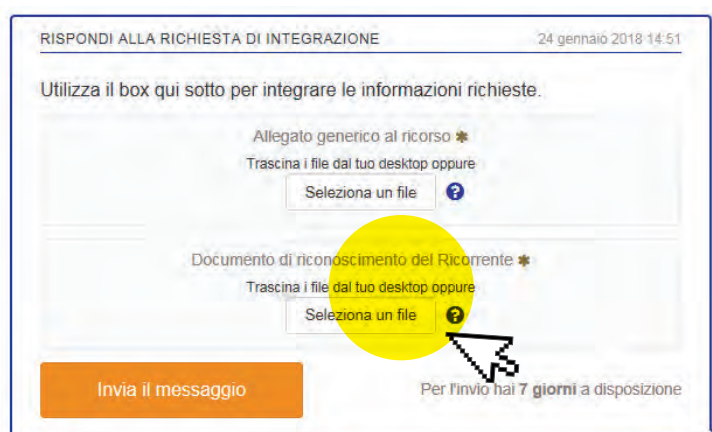 RISPONDI ALLA RICHIESTA DI INTEGRAZIONE 24 gennaio 2018 14:51
Utilizza il box qui sotto per integrare le informazioni richieste.
Allegato generico al ricorso ✱
Trascina i file dal tuo desktop oppure
Seleziona un file ?
Documento di riconoscimento del Ricorrente ✱
Trascina i file dal tuo desktop oppure
Seleziona un file ?
Invia il messaggio Per l'invio hai 7 giorni a disposizione